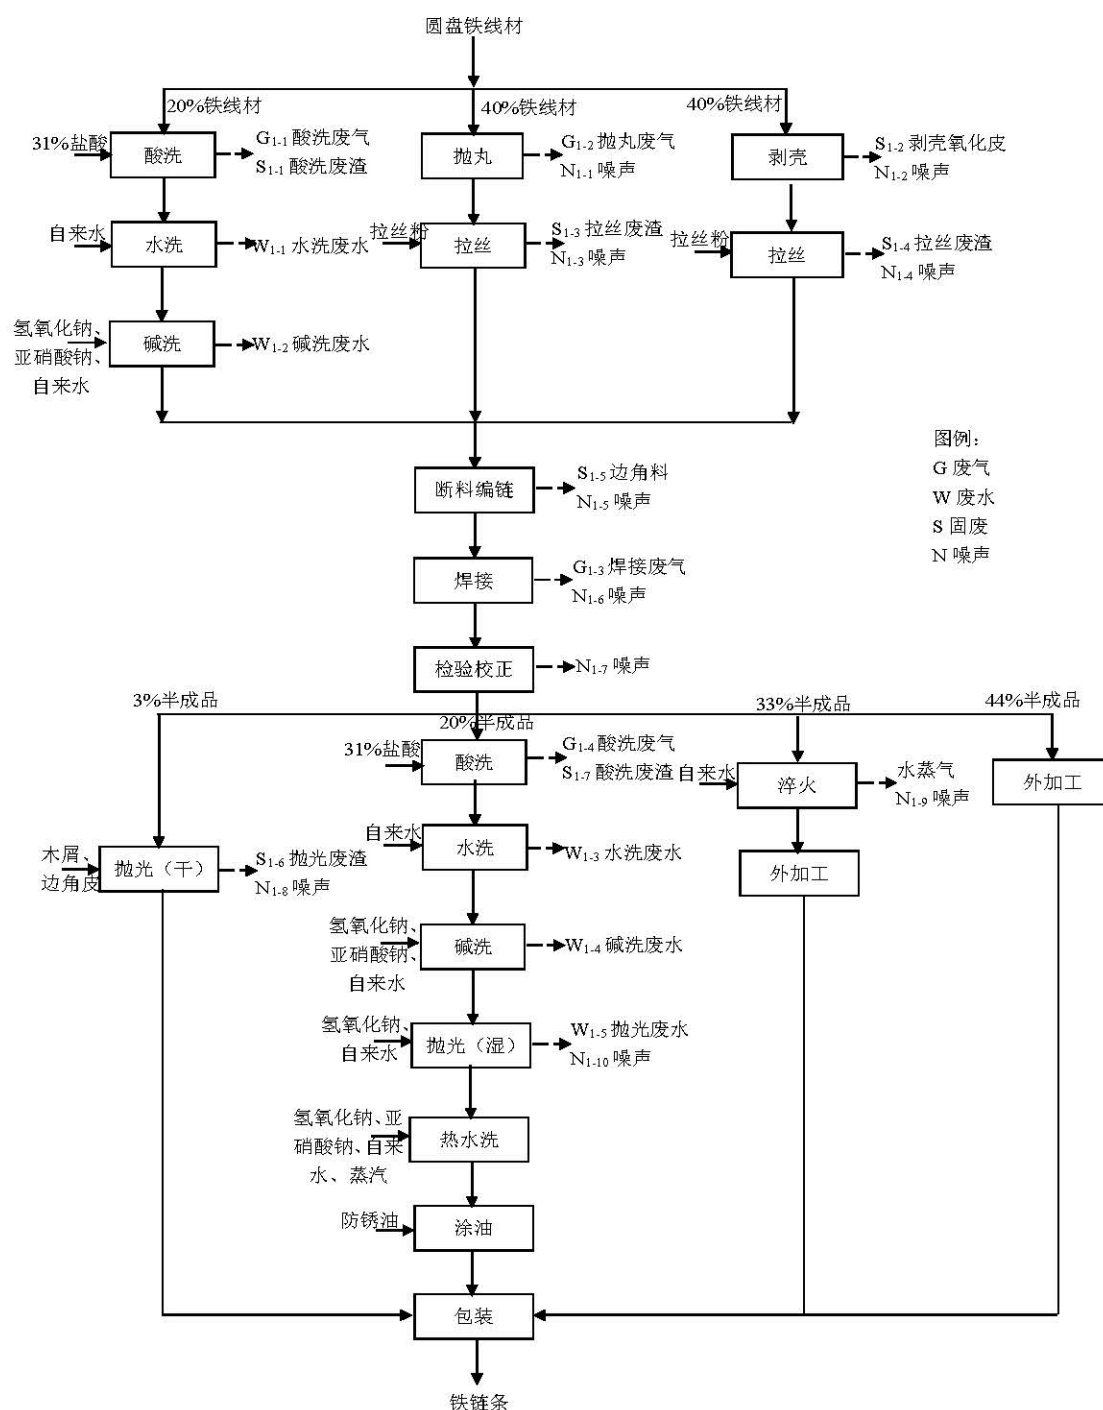 圆盘铁线材
20%铁线材
40%铁线材
40%铁线材
31%盐酸
酸洗
G1-1 酸洗废气
S1-1 酸洗废渣
抛丸
G1-2 抛丸废气
N1-1 噪声
剥壳
S1-2 剥壳氧化皮
N1-2 噪声
自来水
水洗
W1-1 水洗废水
拉丝粉
拉丝
S1-3 拉丝废渣
N1-3 噪声
拉丝粉
拉丝
S1-4 拉丝废渣
N1-4 噪声
氢氧化钠、
亚硝酸钠、
自来水
碱洗
W1-2 碱洗废水
图例：
G 废气
W 废水
S 固废
N 噪声
断料编链
S1-5 边角料
N1-5 噪声
焊接
G1-3 焊接废气
N1-6 噪声
检验校正
N1-7 噪声
3%半成品
20%半成品
33%半成品
44%半成品
31%盐酸
酸洗
G1-4 酸洗废气
S1-7 酸洗废渣
自来水
淬火
水蒸气
N1-9 噪声
外加工
木屑、
边角皮
抛光（干）
S1-6 抛光废渣
N1-8 噪声
自来水
水洗
W1-3 水洗废水
外加工
氢氧化钠、
亚硝酸钠、
自来水
碱洗
W1-4 碱洗废水
氢氧化钠、
自来水
抛光（湿）
W1-5 抛光废水
N1-10 噪声
氢氧化钠、亚
硝酸钠、自来
水、蒸汽
热水洗
防锈油
涂油
包装
铁链条